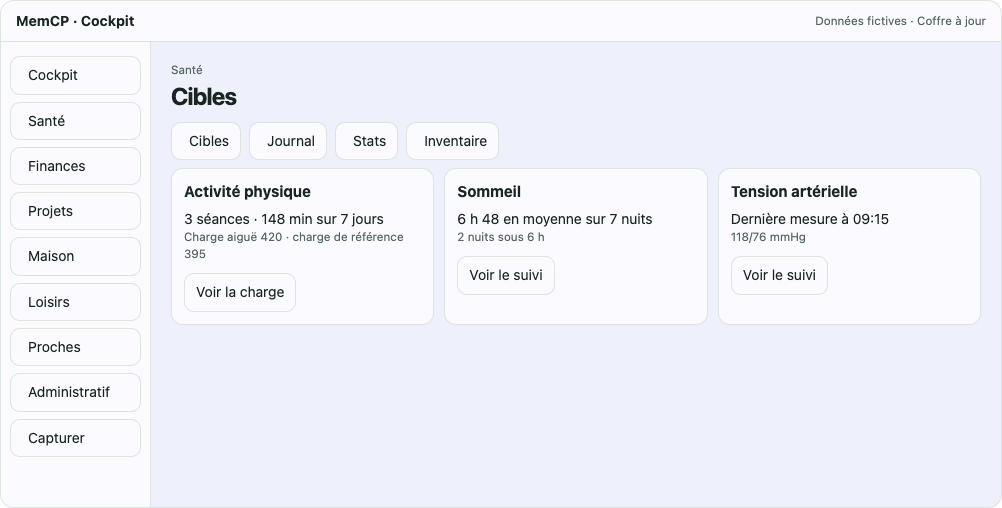 MemCP · Cockpit
Données fictives · Coffre à jour
Cockpit
Santé
Finances
Projets
Maison
Loisirs
Proches
Administratif
Capturer
Santé
Cibles
Cibles
Journal
Stats
Inventaire
Activité physique
3 séances · 148 min sur 7 jours
Charge aiguë 420 · charge de référence
395
Voir la charge
Sommeil
6 h 48 en moyenne sur 7 nuits
2 nuits sous 6 h
Voir le suivi
Tension artérielle
Dernière mesure à 09:15
118/76 mmHg
Voir le suivi